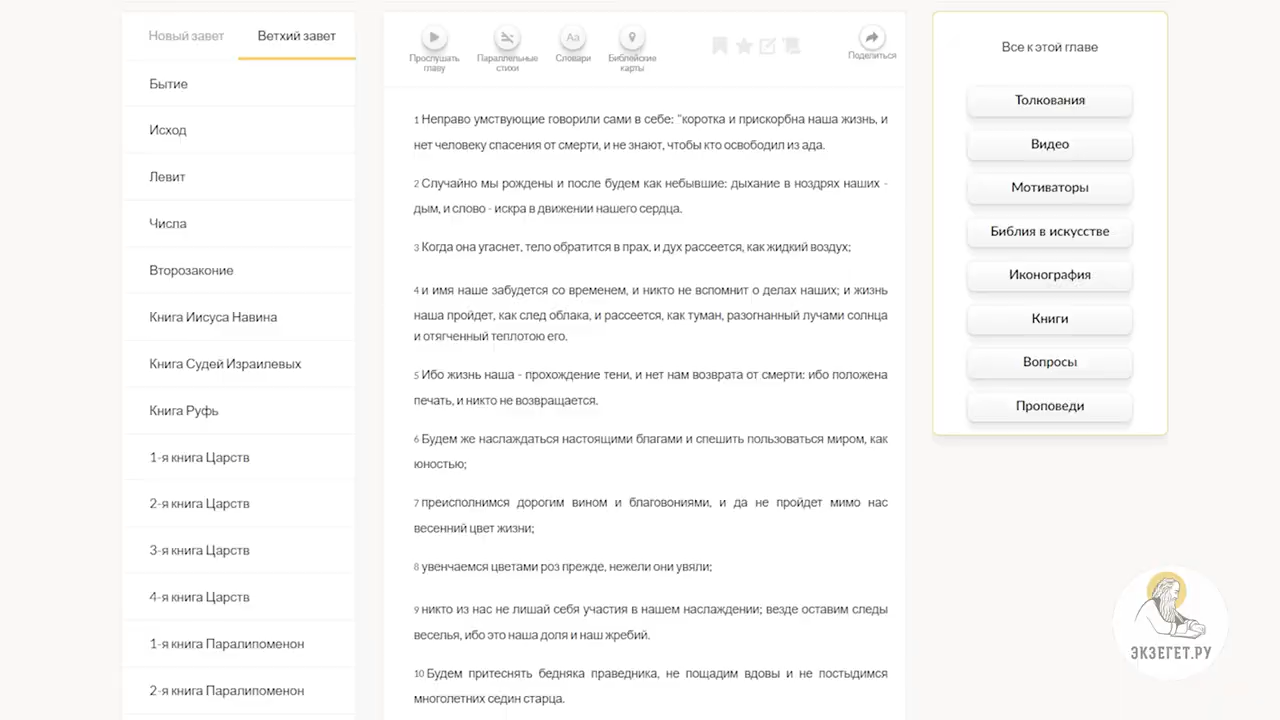 Новый завет
Ветхий завет
Бытие
Исход
Левит
Числа
Второзаконие
Книга Иисуса Навина
Книга Судей Израилевых
Книга Руфь
1-я книга Царств
2-я книга Царств
3-я книга Царств
4-я книга Царств
1-я книга Паралипоменон
2-я книга Паралипоменон
Прослушать
главу
Параллельные
стихи
Aa
Словари
Библейские
карты
Поделиться
1 Неправо умствующие говорили сами в себе: "коротка и прискорбна наша жизнь, и
нет человеку спасения от смерти, и не знают, чтобы кто освободил из ада.
2 Случайно мы рождены и после будем как небывшие: дыхание в ноздрях наших -
дым, и слово - искра в движении нашего сердца.
3 Когда она угаснет, тело обратится в прах, и дух рассеется, как жидкий воздух;
4 и имя наше забудется со временем, и никто не вспомнит о делах наших; и жизнь
наша пройдет, как след облака, и рассеется, как туман, разогнанный лучами солнца
и отягченный теплотою его.
5 Ибо жизнь наша - прохождение тени, и нет нам возврата от смерти: ибо положена
печать, и никто не возвращается.
6 Будем же наслаждаться настоящими благами и спешить пользоваться миром, как
юностью;
7 преисполнимся дорогим вином и благовониями, и да не пройдет мимо нас
весенний цвет жизни;
8 увенчаемся цветами роз прежде, нежели они увяли;
9 никто из нас не лишай себя участия в нашем наслаждении; везде оставим следы
веселья, ибо это наша доля и наш жребий.
10 Будем притеснять бедняка праведника, не пощадим вдовы и не постыдимся
многолетних седин старца.
Все к этой главе
Толкования
Видео
Мотиваторы
Библия в искусстве
Иконография
Книги
Вопросы
Проповеди
ЭКЗЕГЕТ.РУ